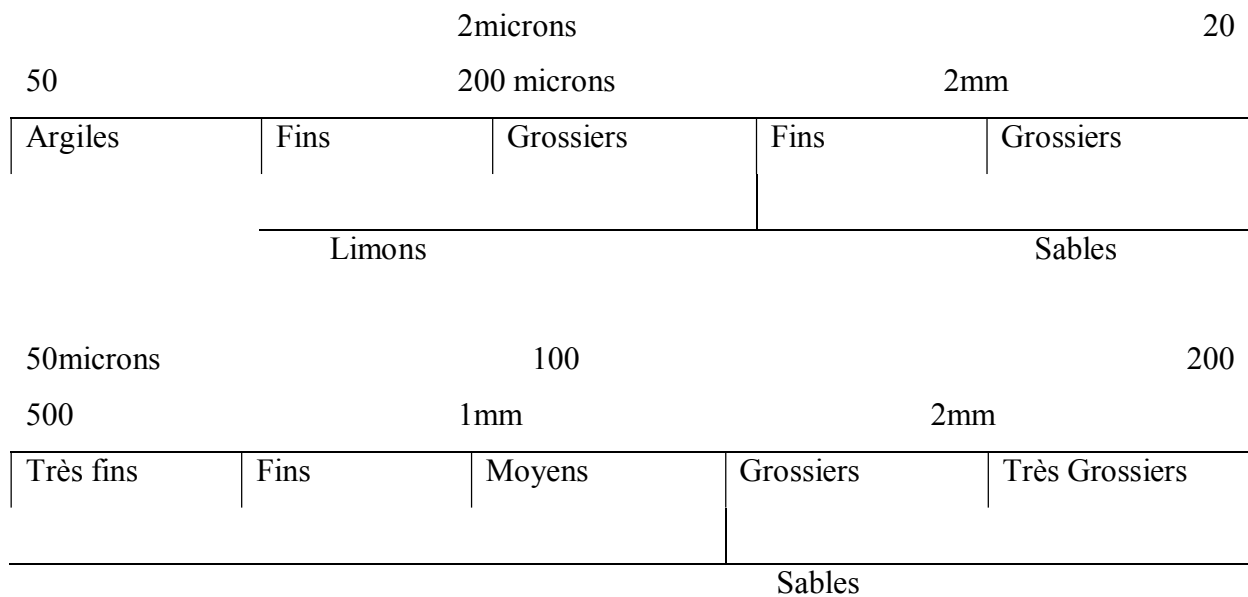 2microns 20
50 200 microns 2mm
Argiles Fins Grossiers Fins Grossiers
Limons Sables
50microns 100 200
500 1mm 2mm
Très fins Fins Moyens Grossiers Très Grossiers
Sables